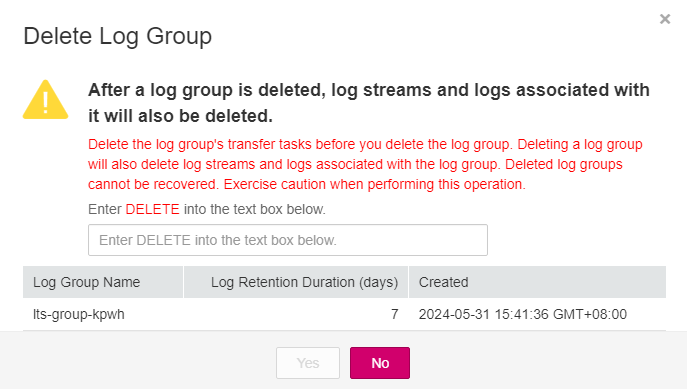 Delete Log Group
After a log group is deleted, log streams and logs associated with
it will also be deleted.
Delete the log group's transfer tasks before you delete the log group. Deleting a log group
will also delete log streams and logs associated with the log group. Deleted log groups
cannot be recovered. Exercise caution when performing this operation.
Enter DELETE into the text box below.
Enter DELETE into the text box below.
Log Group Name Log Retention Duration (days) Created
lts-group-kpwh 7 2024-05-31 15:41:36 GMT+08:00
Yes No